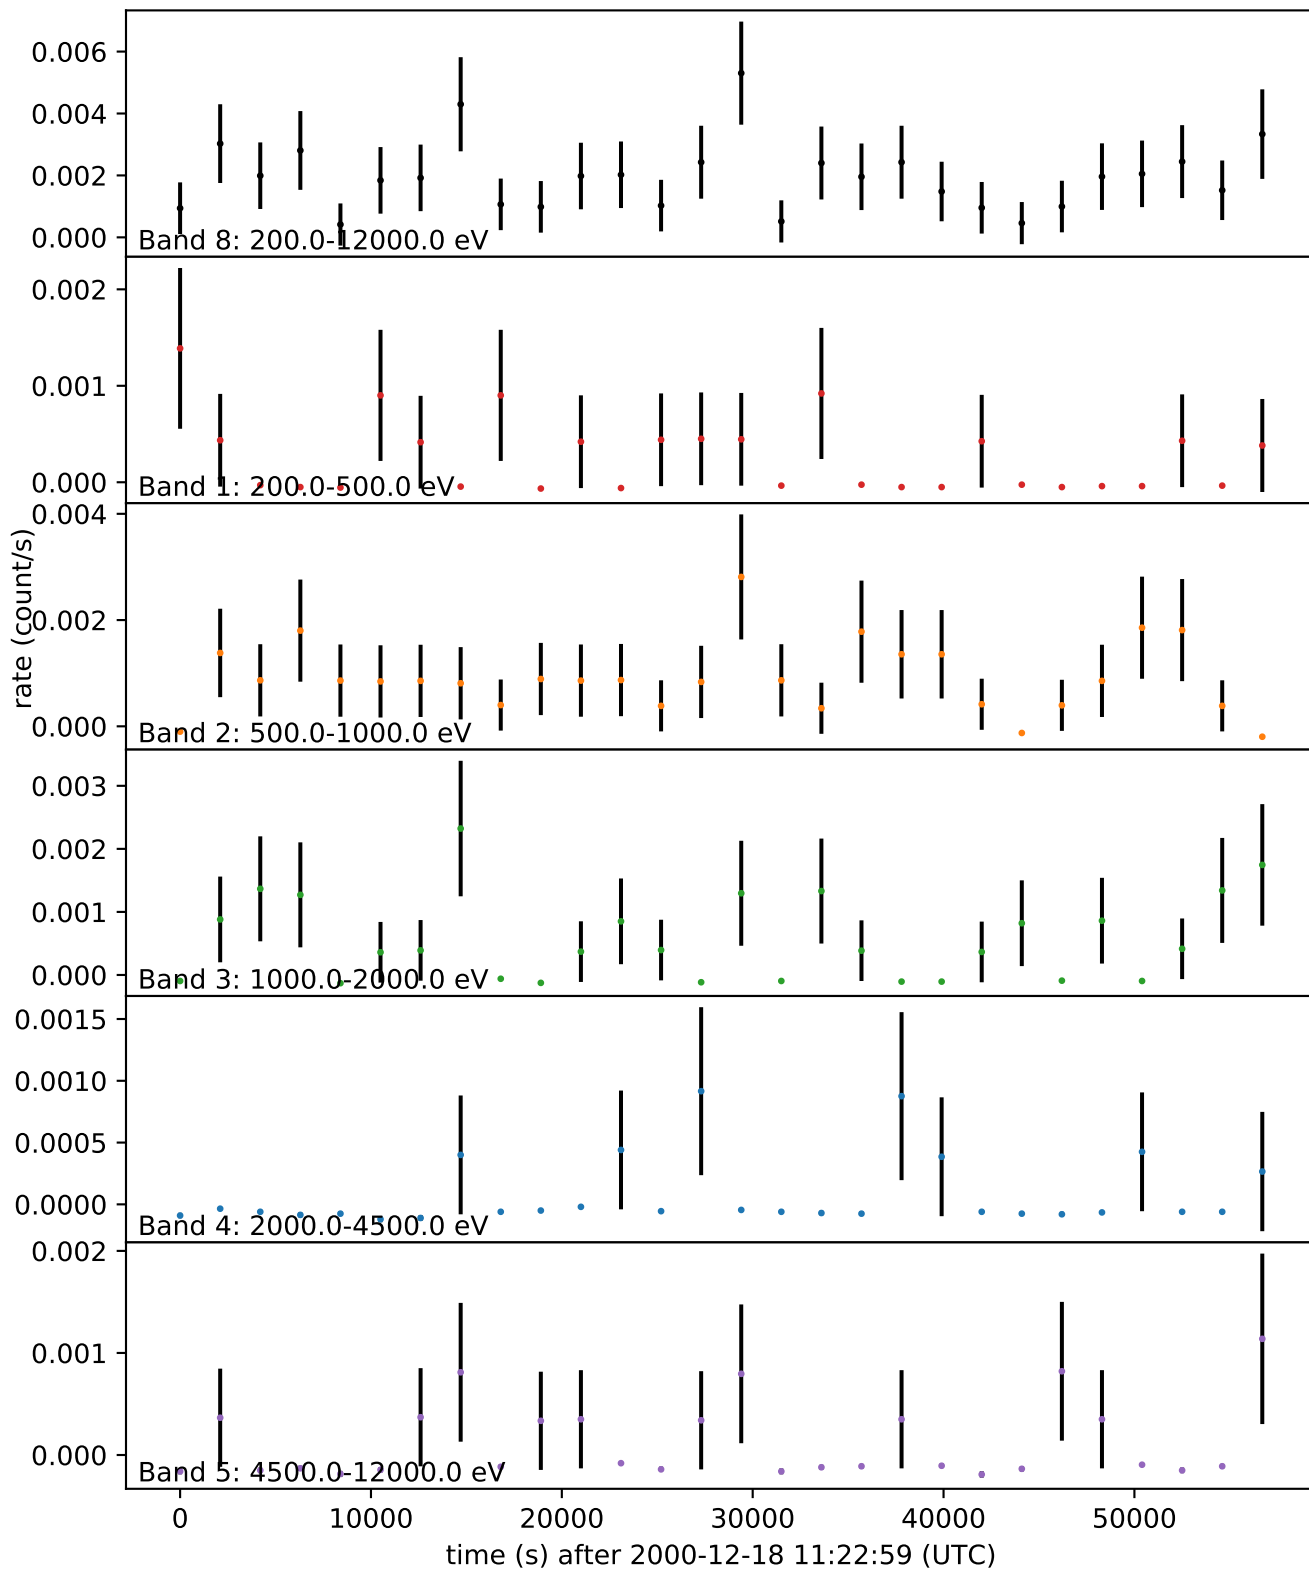 0.006
0.004
0.002
0.000
Band 8: 200.0-12000.0 eV
0.002
0.001
0.000
Band 1: 200.0-500.0 eV
0.004
0.002
0.000
Band 2: 500.0-1000.0 eV
rate (count/s)
0.003
0.002
0.001
0.000
Band 3: 1000.0-2000.0 eV
0.0015
0.0010
0.0005
0.0000
Band 4: 2000.0-4500.0 eV
0.002
0.001
0.000
Band 5: 4500.0-12000.0 eV
0 10000 20000 30000 40000 50000
time (s) after 2000-12-18 11:22:59 (UTC)